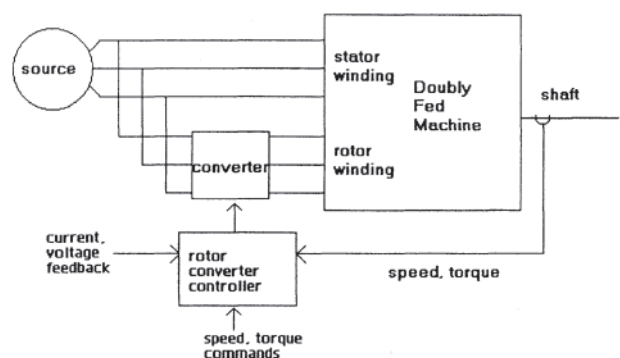 source
stator
winding
Doubly
Fed
Machine
shaft
converter
rotor
winding
current,
voltage
feedback
rotor
converter
controller
speed, torque
speed, torque
commands